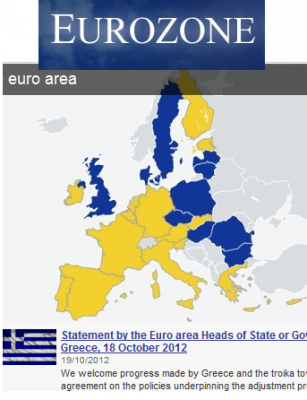 EUROZONE
euro area
Statement by the Euro area Heads of State or Gov
Greece, 18 October 2012
19/10/2012
We welcome progress made by Greece and the troika tow
agreement on the policies underpinning the adjustment pr